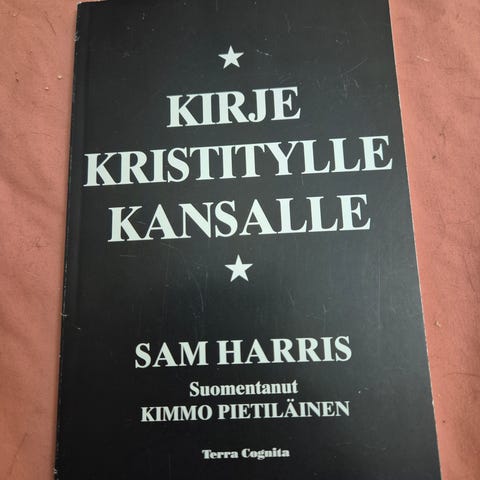 KIRJE
KRISTITYLLE
KANSALLE
SAM HARRIS
Suomentanut
KIMMO PIETILÄINEN
Terra Cognita